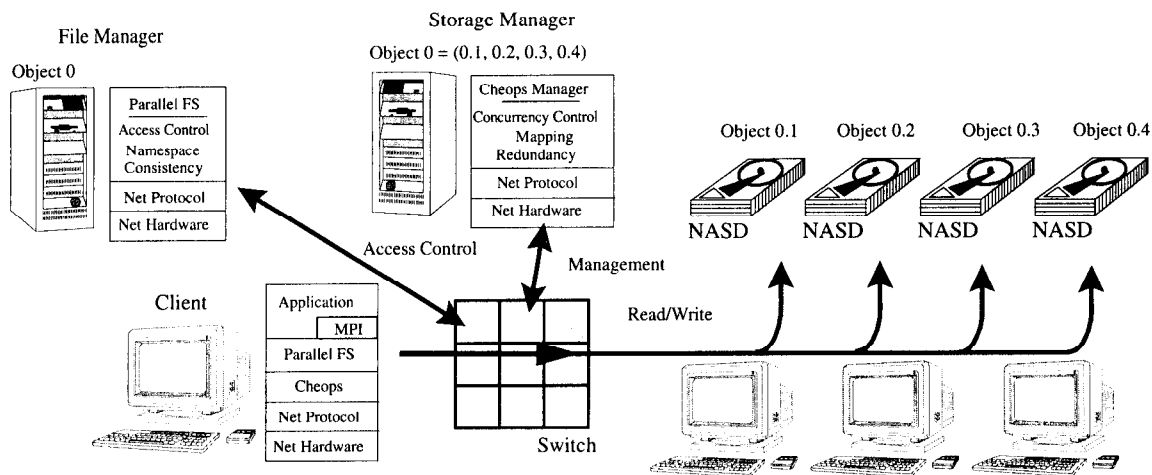 Storage Manager
File Manager
Object 0 = (0.1, 0.2, 0.3, 0.4)
Object 0
Parallel FS
Access Control
Namespace
Consistency
Net Protocol
Net Hardware
Cheops Manager
Concurrency Control
Mapping
Redundancy
Net Protocol
Net Hardware
Object 0.1
Object 0.2
Object 0.3
Object 0.4
NASD
NASD
NASD
NASD
Access Control
Management
Client
Application
MPI
Parallel FS
Cheops
Net Protocol
Net Hardware
Read/Write
Switch